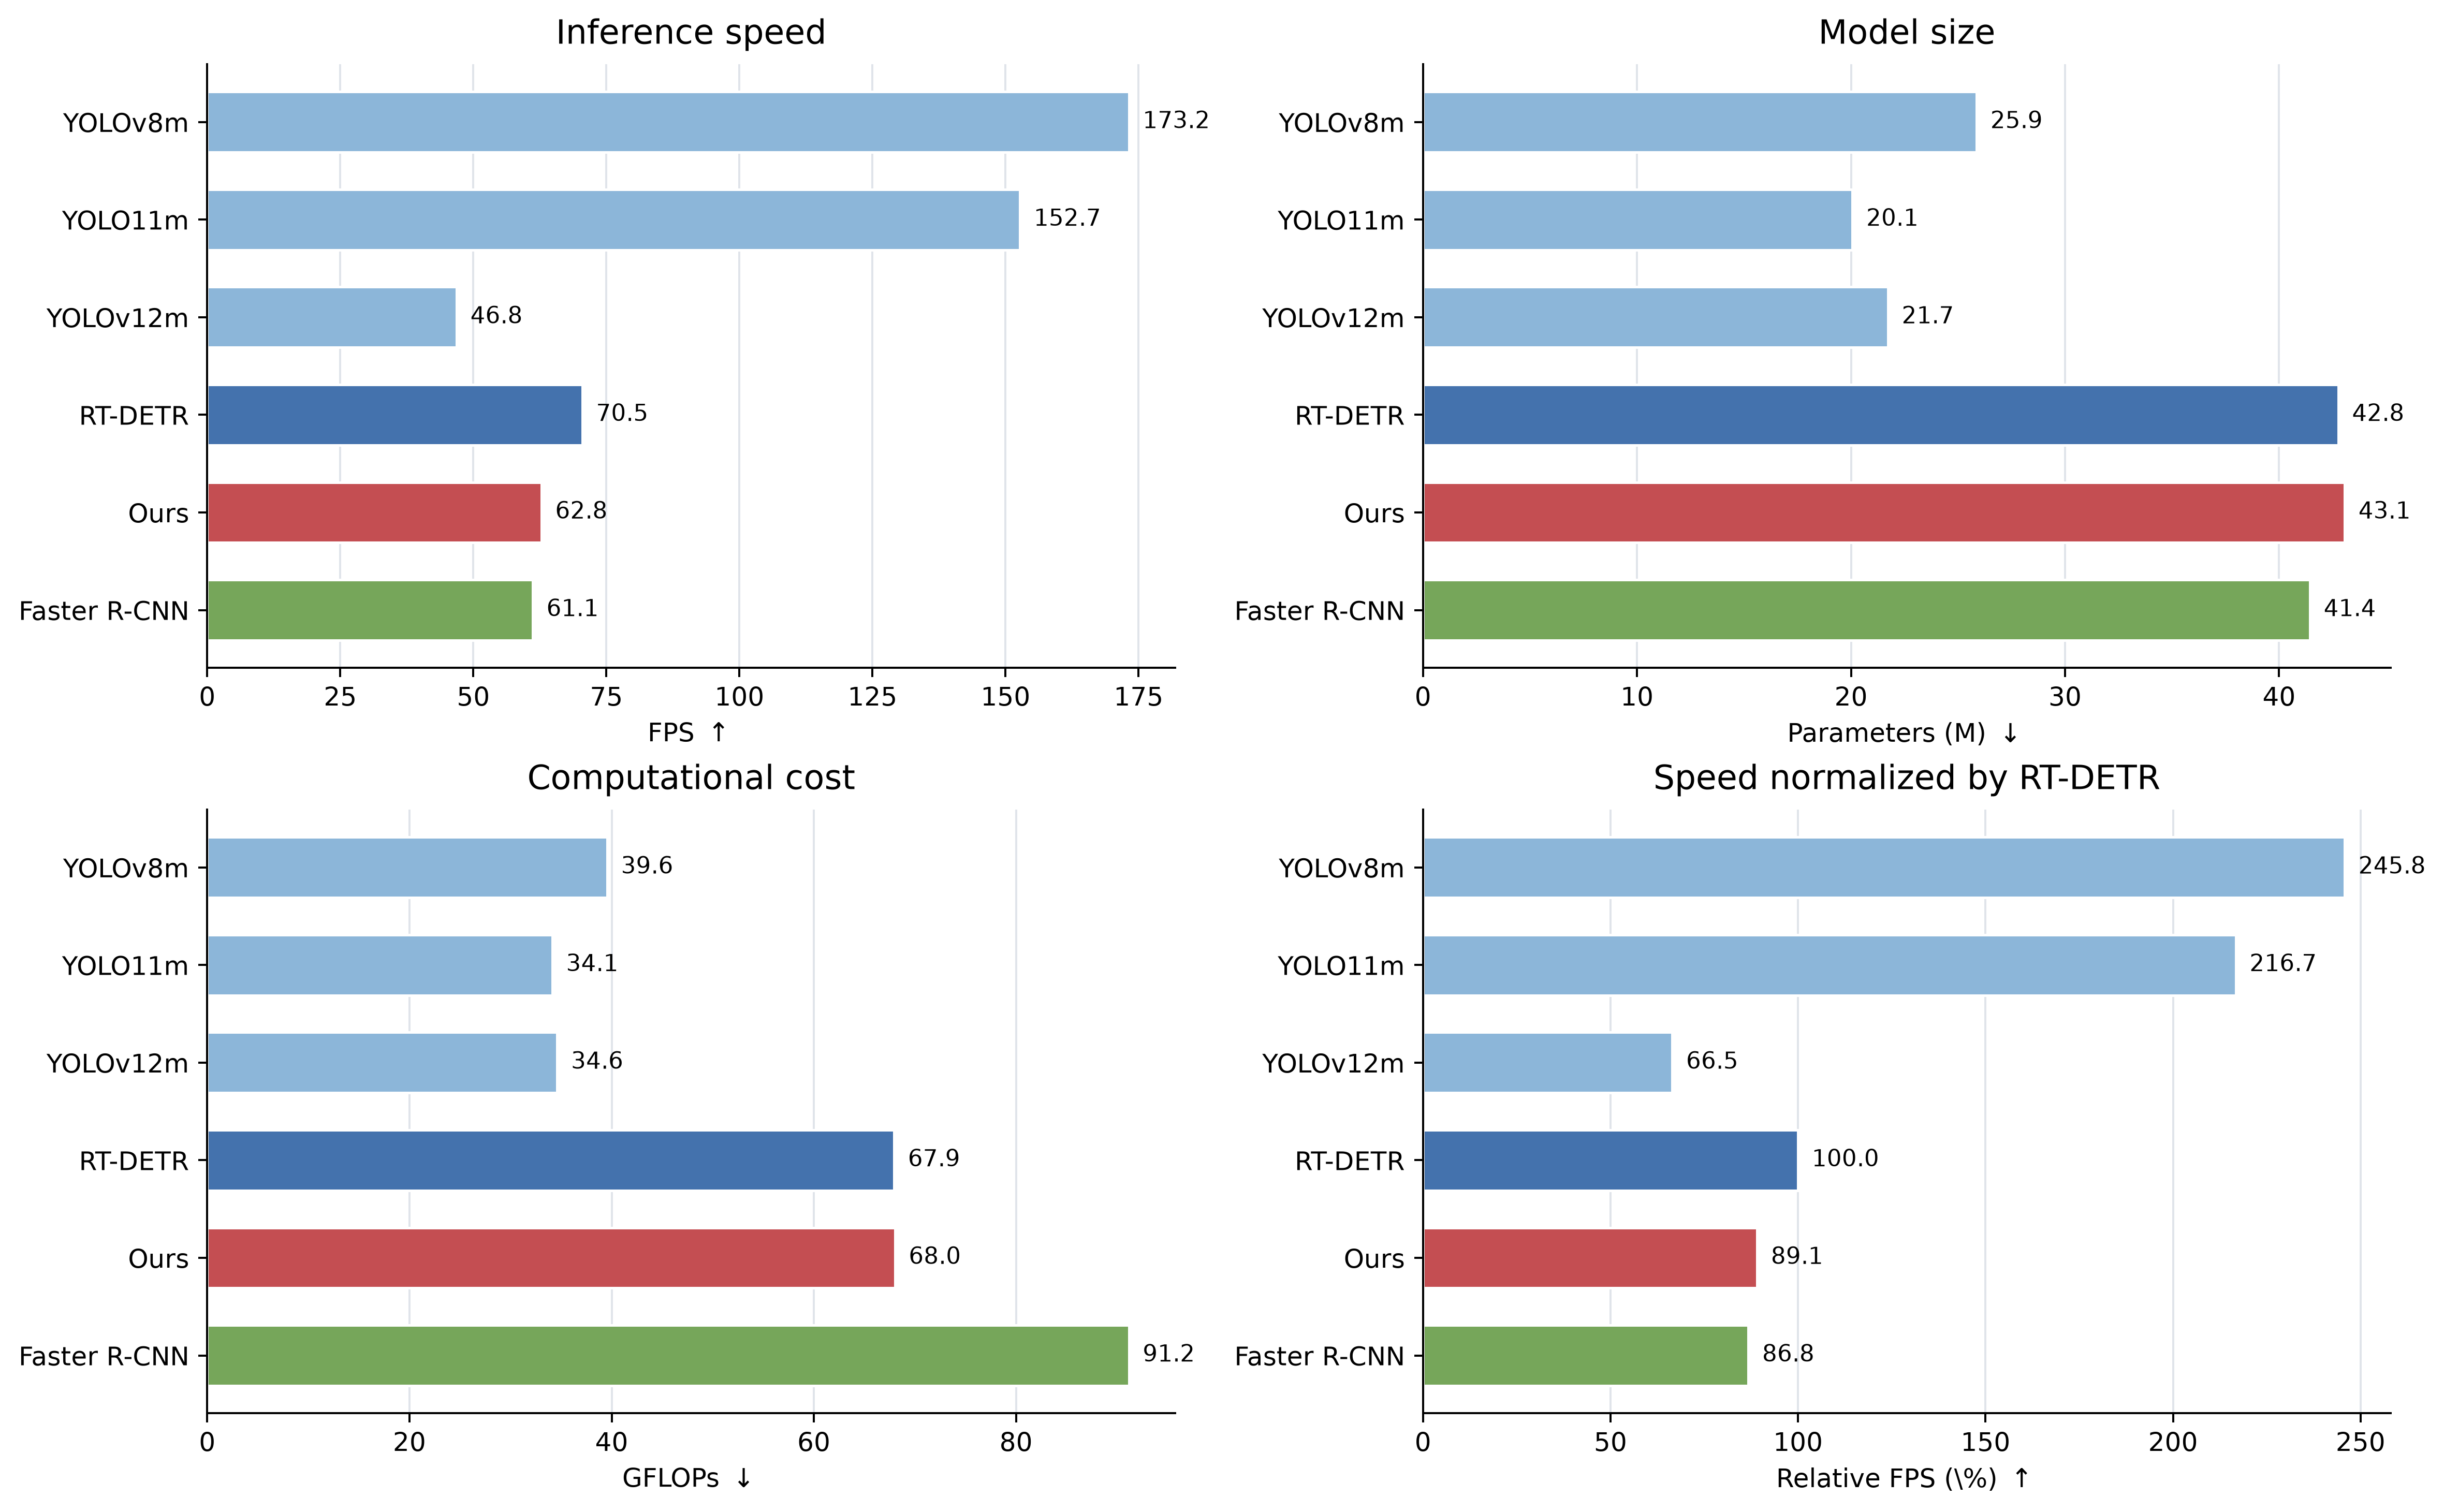 Inference speed
YOLOv8m 173.2
YOLO11m 152.7
YOLOv12m 46.8
RT-DETR 70.5
Ours 62.8
Faster R-CNN 61.1
0 25 50 75 100 125 150 175
FPS ↑
Model size
YOLOv8m 25.9
YOLO11m 20.1
YOLOv12m 21.7
RT-DETR 42.8
Ours 43.1
Faster R-CNN 41.4
0 10 20 30 40
Parameters (M) ↓
Computational cost
YOLOv8m 39.6
YOLO11m 34.1
YOLOv12m 34.6
RT-DETR 67.9
Ours 68.0
Faster R-CNN 91.2
0 20 40 60 80
GFLOPs ↓
Speed normalized by RT-DETR
YOLOv8m 245.8
YOLO11m 216.7
YOLOv12m 66.5
RT-DETR 100.0
Ours 89.1
Faster R-CNN 86.8
0 50 100 150 200 250
Relative FPS (\%) ↑